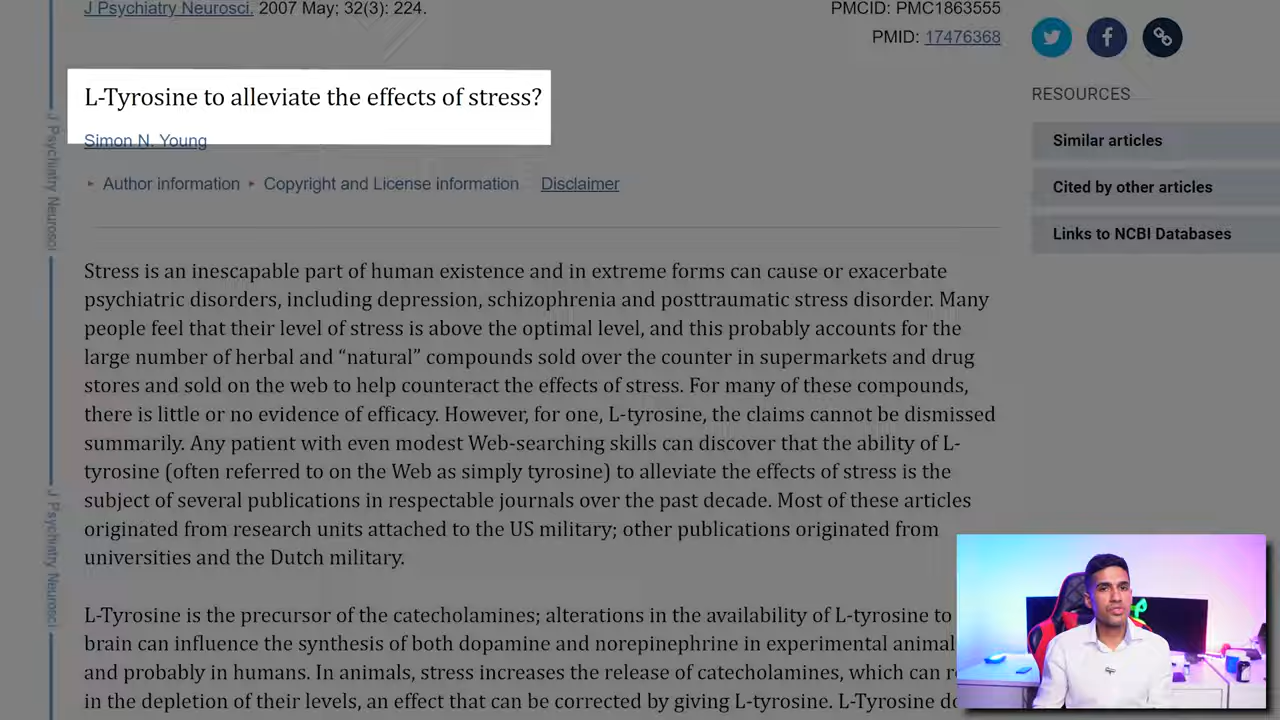 J Psychiatry Neurosci. 2007 May; 32(3): 224.
PMCID: PMC1863555
PMID: 17476368
L-Tyrosine to alleviate the effects of stress?
Simon N. Young
Author information Copyright and License information Disclaimer
Stress is an inescapable part of human existence and in extreme forms can cause or exacerbate
psychiatric disorders, including depression, schizophrenia and posttraumatic stress disorder. Many
people feel that their level of stress is above the optimal level, and this probably accounts for the
large number of herbal and “natural” compounds sold over the counter in supermarkets and drug
stores and sold on the web to help counteract the effects of stress. For many of these compounds,
there is little or no evidence of efficacy. However, for one, L-tyrosine, the claims cannot be dismissed
summarily. Any patient with even modest Web-searching skills can discover that the ability of L-
tyrosine (often referred to on the Web as simply tyrosine) to alleviate the effects of stress is the
subject of several publications in respectable journals over the past decade. Most of these articles
originated from research units attached to the US military; other publications originated from
universities and the Dutch military.
L-Tyrosine is the precursor of the catecholamines; alterations in the availability of L-tyrosine to
brain can influence the synthesis of both dopamine and norepinephrine in experimental animal
and probably in humans. In animals, stress increases the release of catecholamines, which can
in the depletion of their levels, an effect that can be corrected by giving L-tyrosine. L-Tyrosine
RESOURCES
Similar articles
Cited by other articles
Links to NCBI Databases
J Psychiatry Neurosci
J Psychiatry Neurosci